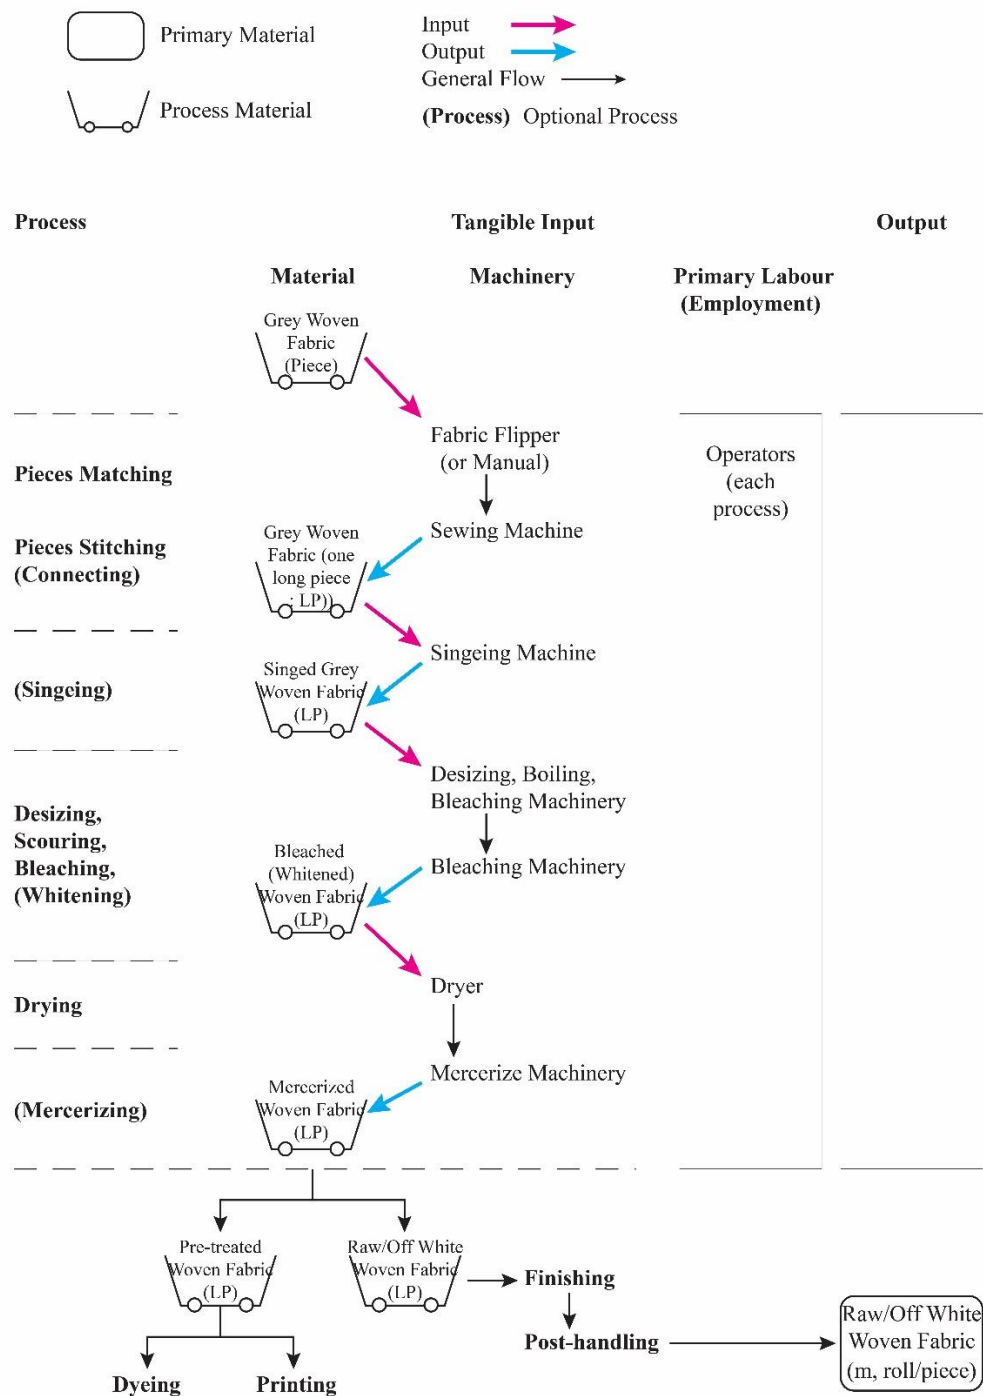 Primary Material
Process Material
Input
Output
General Flow
(Process) Optional Process
Process
Tangible Input
Output
Material
Machinery
Primary Labour
(Employment)
Grey Woven
Fabric
(Piece)
Fabric Flipper
(or Manual)
Operators
(each
process)
Pieces Matching
Sewing Machine
Pieces Stitching
(Connecting)
Grey Woven
Fabric (one
long piece
: LP))
Singeing Machine
(Singeing)
Singed Grey
Woven Fabric
(LP)
Desizing, Boiling,
Bleaching Machinery
Desizing,
Scouring,
Bleaching,
(Whitening)
Bleaching Machinery
Bleached
(Whitened)
Woven Fabric
(LP)
Dryer
Drying
Mercerize Machinery
(Mercerizing)
Mercerized
Woven Fabric
(LP)
Pre-treated
Woven Fabric
(LP)
Raw/Off White
Woven Fabric
(LP)
Finishing
Post-handling
Raw/Off White
Woven Fabric
(m, roll/piece)
Dyeing
Printing